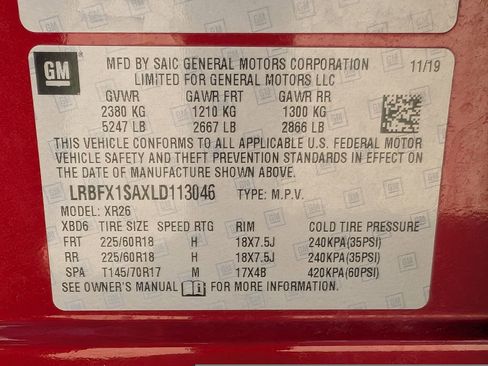 GM
MFD BY SAIC GENERAL MOTORS CORPORATION 11/19
LIMITED FOR GENERAL MOTORS LLC
GVWR GAWR FRT GAWR RR
2380 KG 1210 KG 1300 KG
5247 LB 2667 LB 2866 LB
THIS VEHICLE CONFORMS TO ALL APPLICABLE U.S. FEDERAL MOTOR
VEHICLE SAFETY AND THEFT PREVENTION STANDARDS IN EFFECT ON
THE DATE OF MANUFACTURE SHOWN ABOVE.
LRBFX1SAXLD113046 TYPE: M.P.V.
MODEL: XR26
XBD6 TIRE SIZE SPEED RTG RIM COLD TIRE PRESSURE
FRT 225/60R18 H 18X7.5J 240KPA(35PSI)
RR 225/60R18 H 18X7.5J 240KPA(35PSI)
SPA T145/70R17 M 17X4B 420KPA(60PSI)
SEE OWNER'S MANUAL FOR MORE INFORMATION.